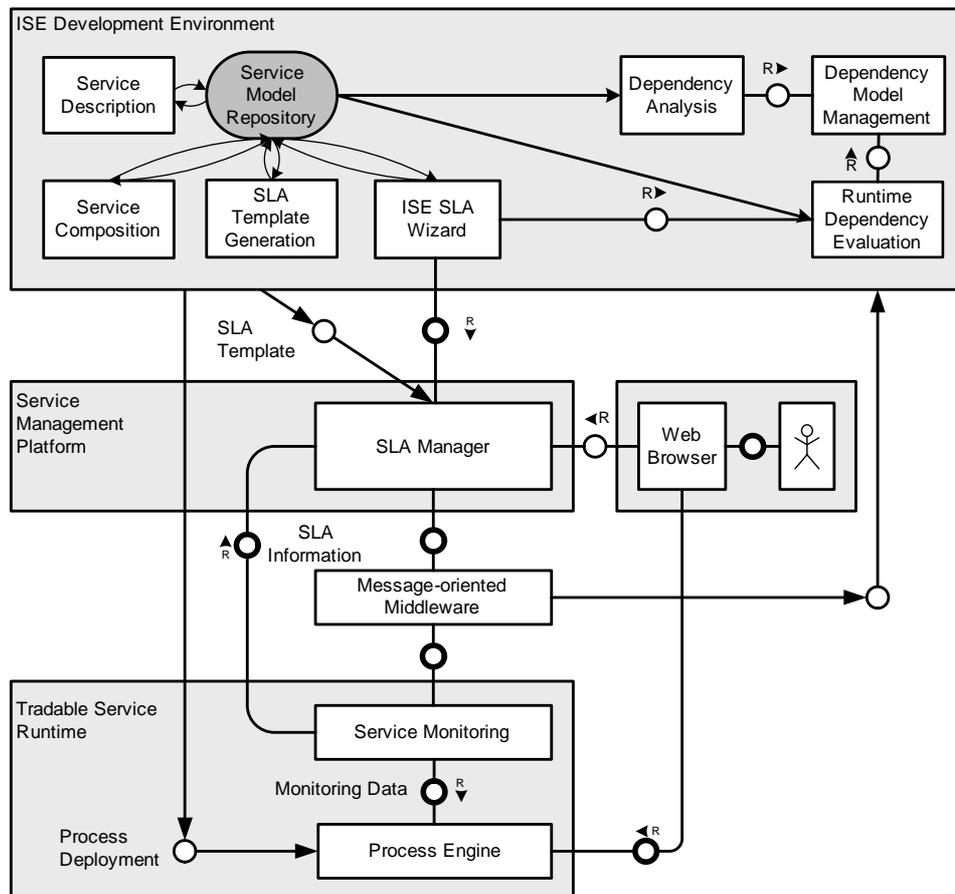 ISE Development Environment
Service
Description
Service
Model
Repository
Dependency
Analysis
R
Dependency
Model
Management
R
Service
Composition
SLA
Template
Generation
ISE SLA
Wizard
R
Runtime
Dependency
Evaluation
SLA
Template
R
Service
Management
Platform
SLA Manager
R
Web
Browser
R
SLA
Information
Message-oriented
Middleware
Tradable Service
Runtime
Service Monitoring
Monitoring Data
R
Process
Deployment
Process Engine
R